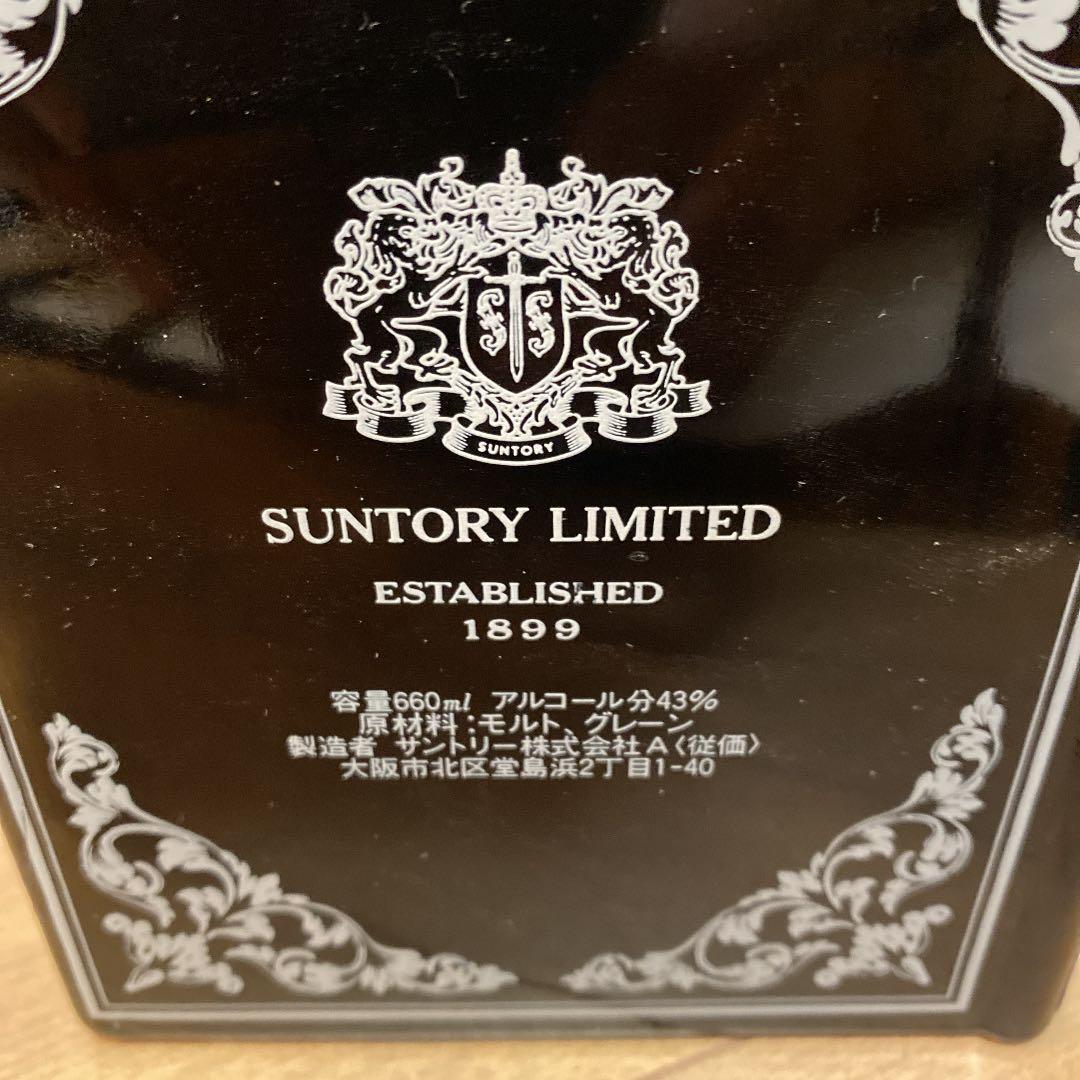 SUNTORY
SUNTORY LIMITED
ESTABLISHED
1899
容量660ml アルコール分43%
原材料:モルト、グレーン
製造者 サントリー株式会社A〈従価〉
大阪市北区堂島浜2丁目1-40